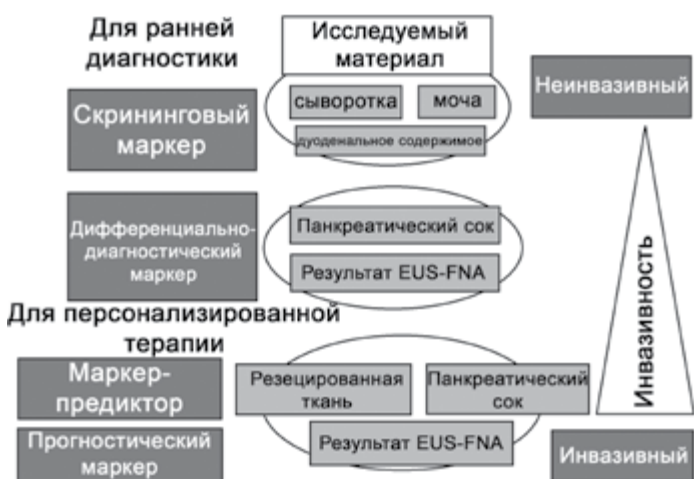 Для ранней
диагностики
Исследуемый
материал
Неинвазивный
Скрининговый
маркер
сыворотка
моча
дуоденальное содержимое
Дифференциально-
диагностический
маркер
Панкреатический сок
Результат EUS-FNA
Инвазивность
Для персонализированной
терапии
Маркер-
предиктор
Резецированная
ткань
Панкреатический
сок
Прогностический
маркер
Результат EUS-FNA
Инвазивный